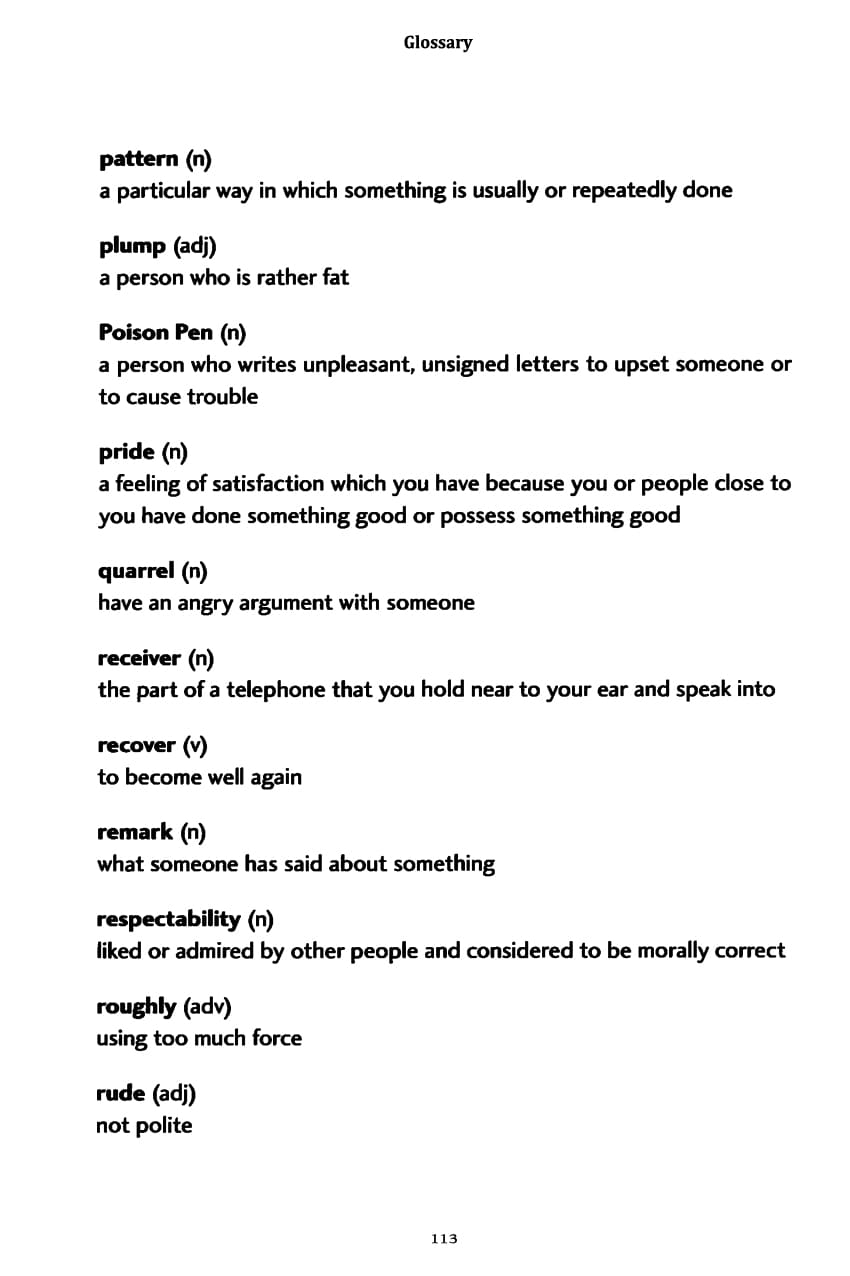 Glossary
pattern (n)
a particular way in which something is usually or repeatedly done
plump (adj)
a person who is rather fat
Poison Pen (n)
a person who writes unpleasant, unsigned letters to upset someone or
to cause trouble
pride (n)
a feeling of satisfaction which you have because you or people close to
you have done something good or possess something good
quarrel (n)
have an angry argument with someone
receiver (n)
the part of a telephone that you hold near to your ear and speak into
recover (v)
to become well again
remark (n)
what someone has said about something
respectability (n)
liked or admired by other people and considered to be morally correct
roughly (adv)
using too much force
rude (adj)
not polite
113